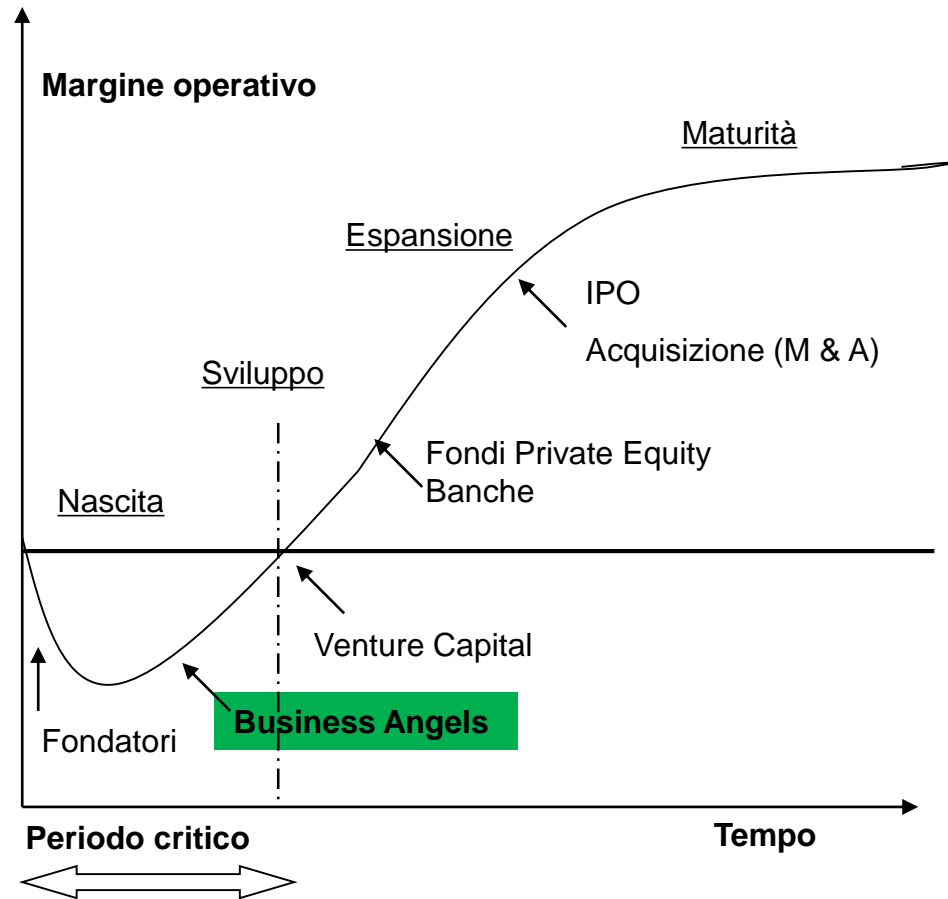 Margine operativo
Maturità
Espansione
IPO
Acquisizione (M & A)
Sviluppo
Fondi Private Equity
Banche
Nascita
Venture Capital
Business Angels
Fondatori
Periodo critico
Tempo